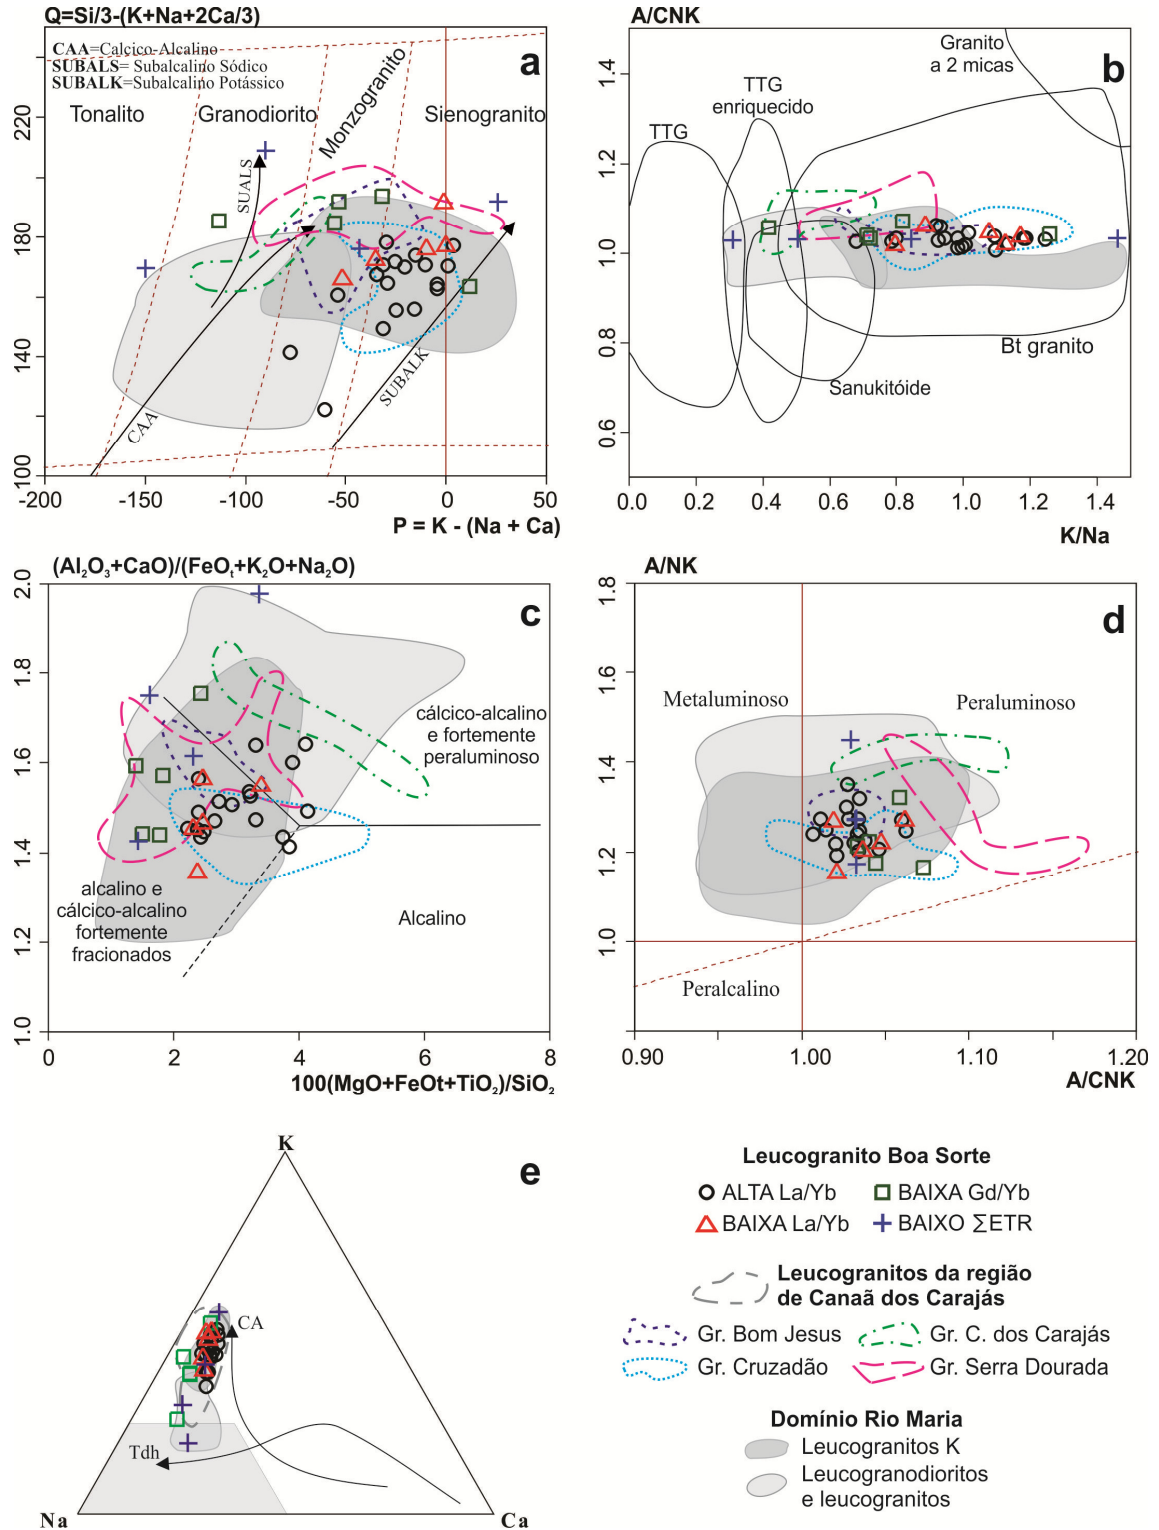 Q=Si/3-(K+Na+2Ca/3)
CAA=Calcico-Alcalino
SUBALS= Subalcalino Sódico
SUBALK=Subalcalino Potássico
a
Tonalito
Granodiorito
Monzogranito
Sienogranito
SUALS
CAA
SUBALK
220
180
140
100
-200
-150
-100
-50
0
50
P = K - (Na + Ca)
A/CNK
b
Granito
a 2 micas
TTG
enriquecido
TTG
Bt granito
Sanukitóide
1.4
1.2
1.0
0.8
0.6
0.0
0.2
0.4
0.6
0.8
1.0
1.2
1.4
K/Na
(Al2O3+CaO)/(FeOt+K2O+Na2O)
c
cálcico-alcalino
e fortemente
peraluminoso
alcalino e
cálcico-alcalino
fortemente
fracionados
Alcalino
2.0
1.8
1.6
1.4
1.2
1.0
0
2
4
6
8
100(MgO+FeOt+TiO2)/SiO2
A/NK
d
Metaluminoso
Peraluminoso
Peralcalino
1.8
1.6
1.4
1.2
1.0
0.90
1.00
1.10
1.20
A/CNK
e
K
CA
Tdh
Na
Ca
Leucogranito Boa Sorte
ALTA La/Yb
BAIXA Gd/Yb
BAIXA La/Yb
BAIXO ∑ETR
Leucogranitos da região
de Canaã dos Carajás
Gr. Bom Jesus
Gr. C. dos Carajás
Gr. Cruzadão
Gr. Serra Dourada
Domínio Rio Maria
Leucogranitos K
Leucogranodioritos
e leucogranitos